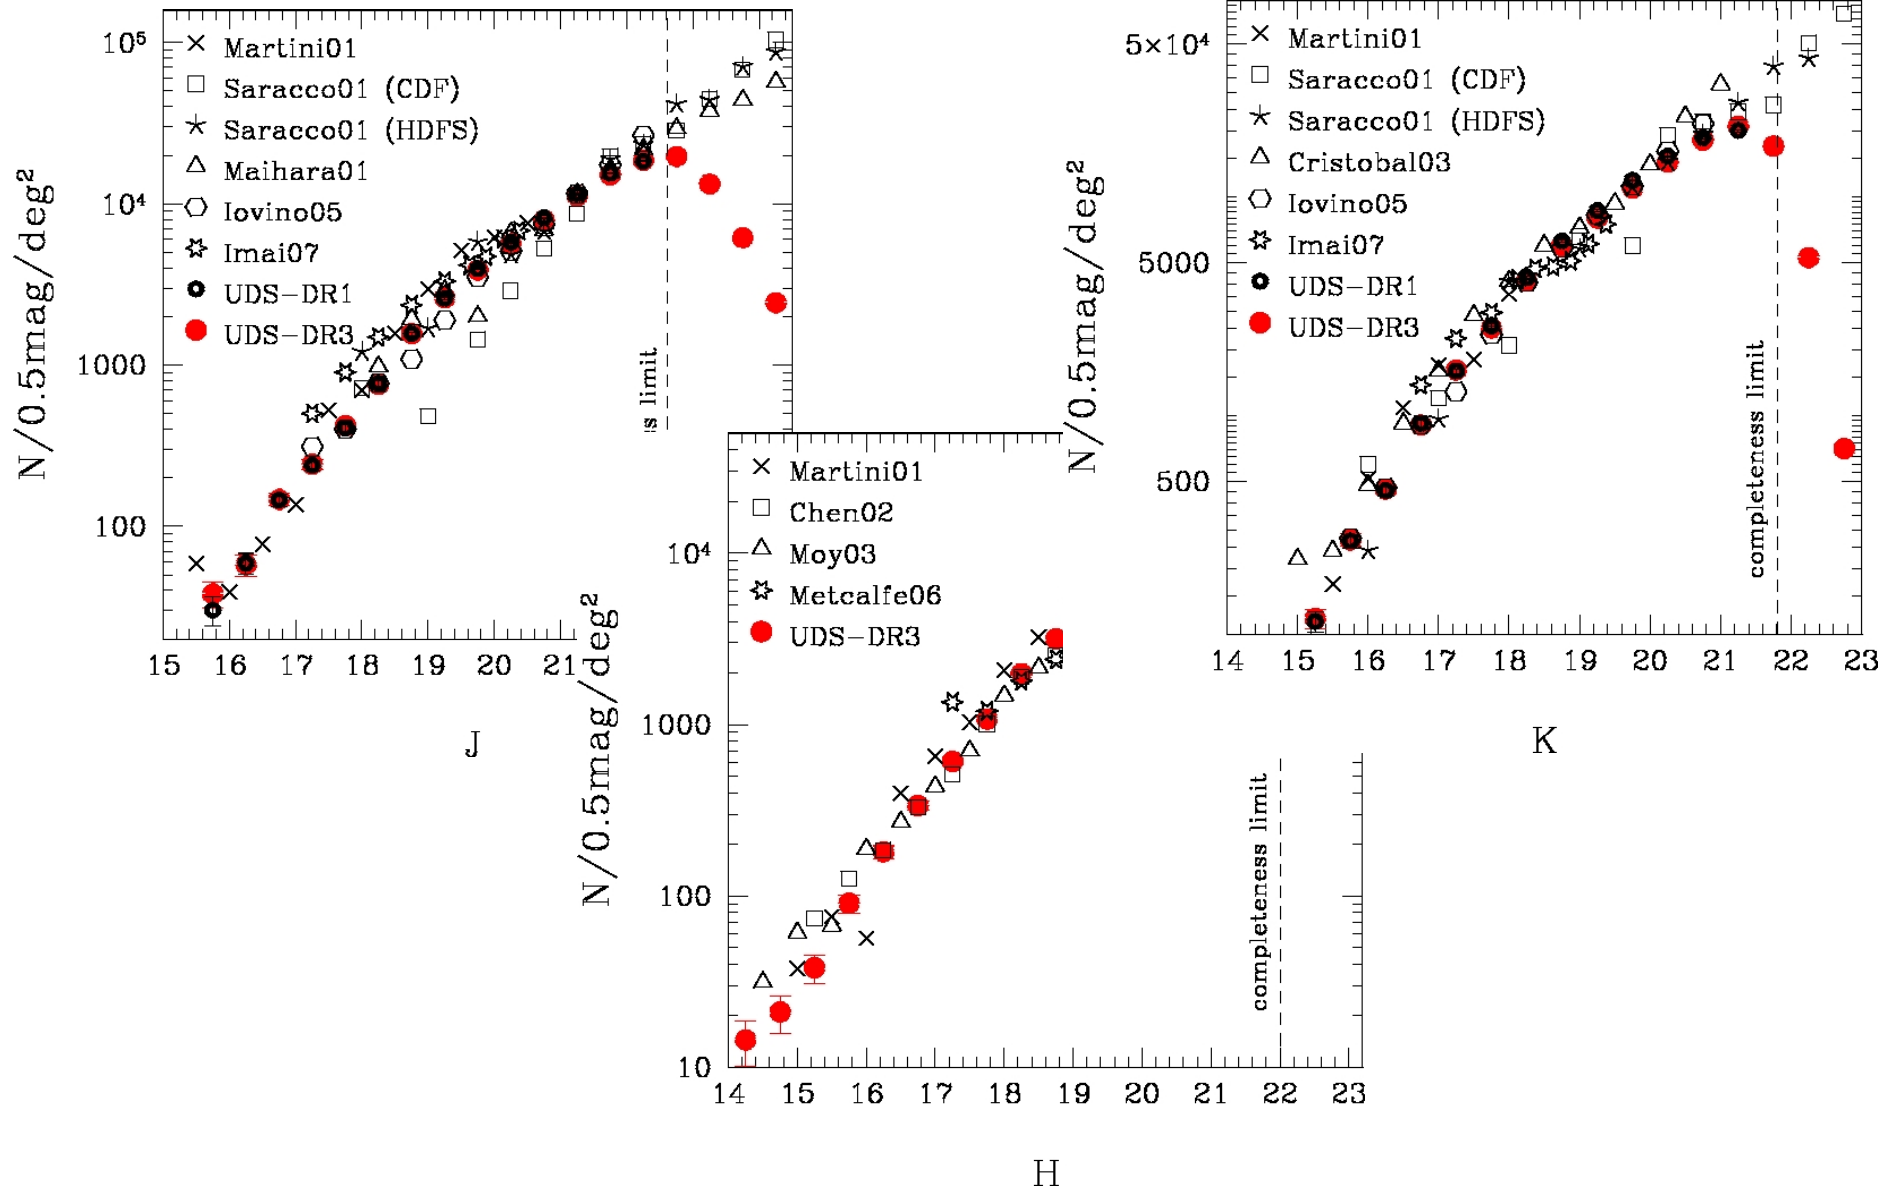 N/0.5mag/deg²
10⁵
10⁴
1000
100
Martini01
Saracco01 (CDF)
Saracco01 (HDFS)
Maihara01
Iovino05
Imai07
UDS-DR1
UDS-DR3
limit
15 16 17 18 19 20 21
J
N/0.5mag/deg²
10⁴
1000
100
10
Martini01
Chen02
Moy03
Metcalfe06
UDS-DR3
completeness limit
14 15 16 17 18 19 20 21 22 23
H
N/0.5mag/deg²
5×10⁴
5000
500
Martini01
Saracco01 (CDF)
Saracco01 (HDFS)
Cristobal03
Iovino05
Imai07
UDS-DR1
UDS-DR3
completeness limit
14 15 16 17 18 19 20 21 22 23
K